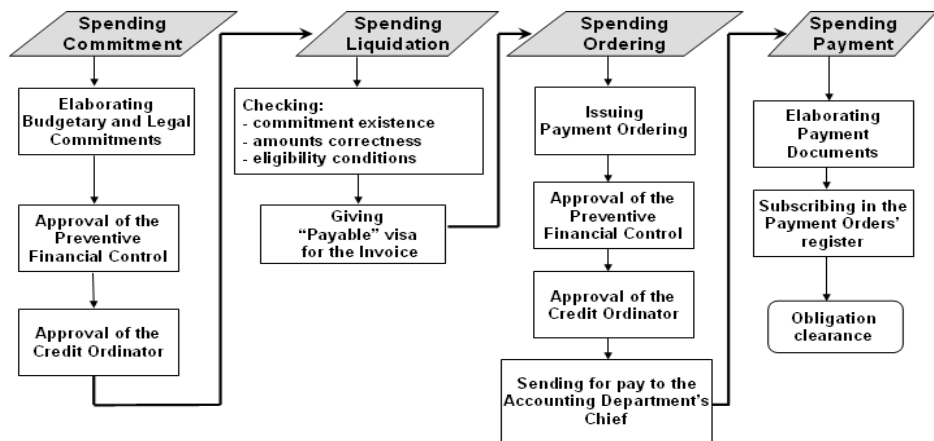 Spending
Commitment
Elaborating
Budgetary and Legal
Commitments
Approval of the
Preventive
Financial Control
Approval of the
Credit Ordinator
Spending
Liquidation
Checking:
- commitment existence
- amounts correctness
- eligibility conditions
Giving
“Payable” visa
for the Invoice
Spending
Ordering
Issuing
Payment Ordering
Approval of the
Preventive
Financial Control
Approval of the
Credit Ordinator
Sending for pay to the
Accounting Department’s
Chief
Spending
Payment
Elaborating
Payment
Documents
Subscribing in the
Payment Orders’
register
Obligation
clearance